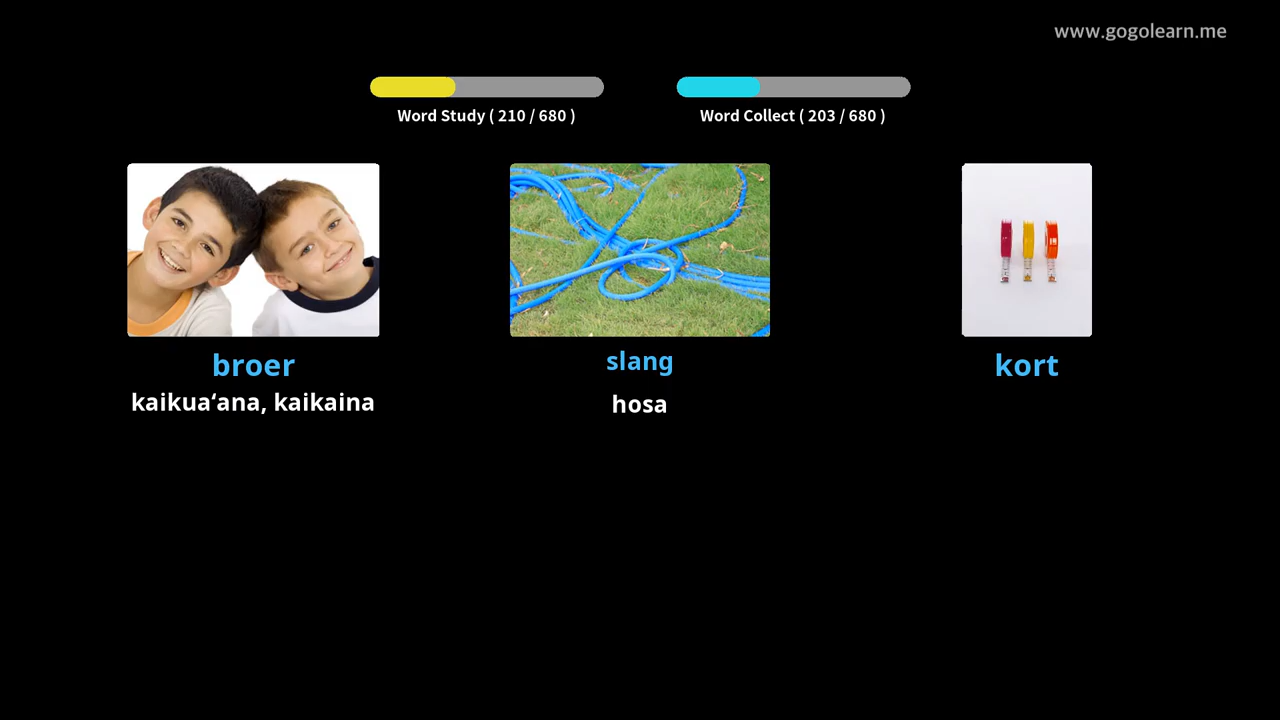 www.gogolearn.me
Word Study ( 210 / 680 )
Word Collect ( 203 / 680 )
broer
slang
kort
kaikuaʻana, kaikaina
hosa